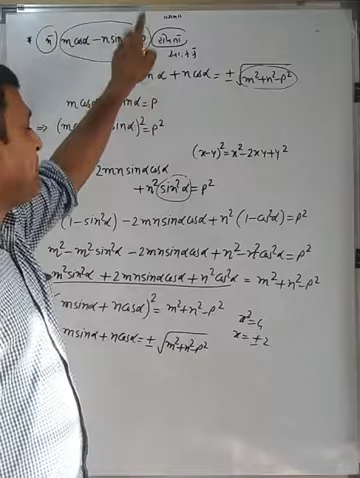 * જો m cosα – n sinα = P
sinα + n cosα = ± √m²+n²-P²
m cosα – sinα = P
⇒ (m sinα)² = P²
(x-y)² = x²-2xy+y²
2mn sinα cosα
+ n² (sin²α) = P²
(1-sin²α) – 2mn sinα cosα + n² (1-cos²α) = P²
m² – m² sin²α – 2mn sinα cosα + n² – n² cos²α = P²
m² sin²α + 2mn sinα cosα + n² cos²α = m²+n²-P²
m sinα + n cosα)² = m²+n²-P²
x² = 4
m sinα + n cosα = ± √m²+n²-P²
x = ± 2